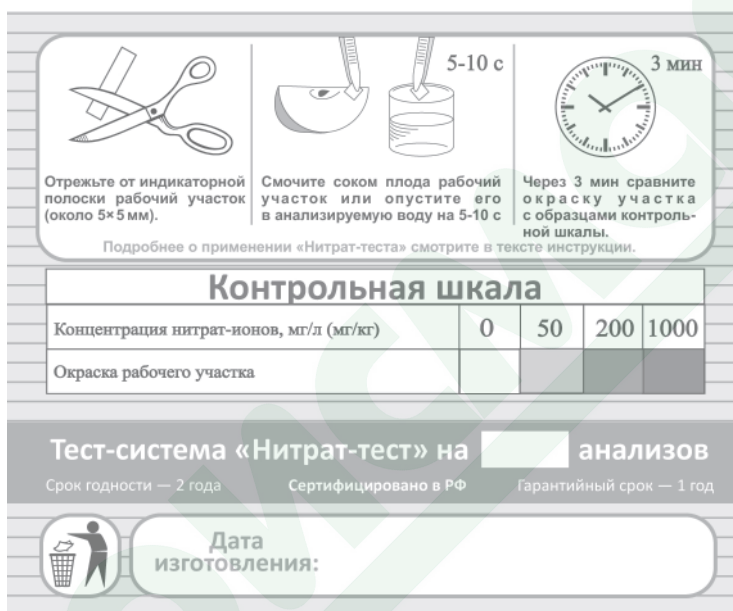 5-10 с
3 мин
Отрежьте от индикаторной
полоски рабочий участок
(около 5×5 мм).
Смочите соком плода рабочий
участок или опустите его
в анализируемую воду на 5-10 с
Через 3 мин сравните
окраску участка
с образцами контроль-
ной шкалы.
Подробнее о применении «Нитрат-теста» смотрите в тексте инструкции.
Контрольная шкала
Концентрация нитрат-ионов, мг/л (мг/кг) 0 50 200 1000
Окраска рабочего участка
Тест-система «Нитрат-тест» на анализов
Срок годности — 2 года Сертифицировано в РФ Гарантийный срок — 1 год
Дата
изготовления: